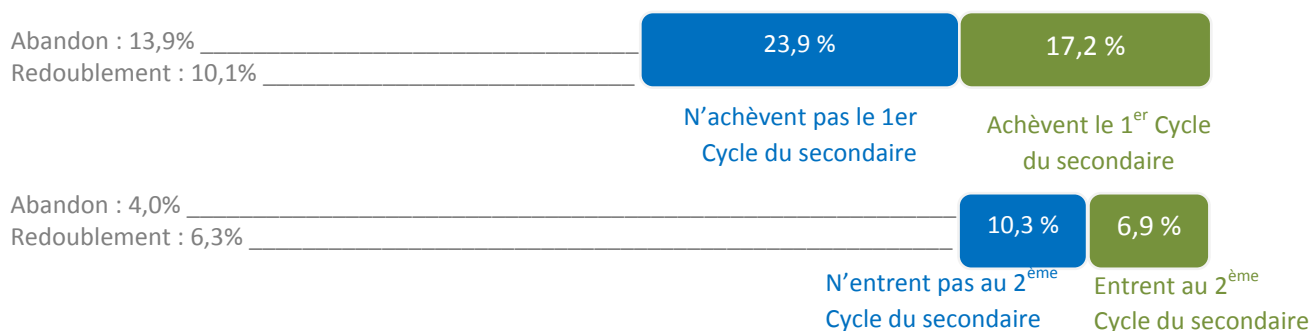 Abandon : 13,9%
Redoublement : 10,1%
23,9 %
17,2 %
N'achèvent pas le 1er
Cycle du secondaire
Achèvent le 1er Cycle
du secondaire
Abandon : 4,0%
Redoublement : 6,3%
10,3 %
6,9 %
N'entrent pas au 2ème
Cycle du secondaire
Entrent au 2ème
Cycle du secondaire